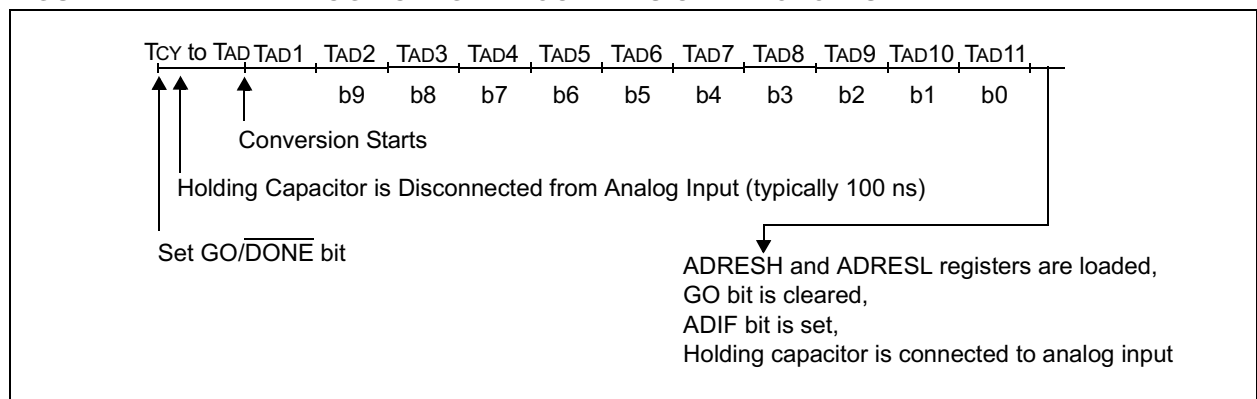 TCY to TAD TAD1 TAD2 TAD3 TAD4 TAD5 TAD6 TAD7 TAD8 TAD9 TAD10 TAD11
b9 b8 b7 b6 b5 b4 b3 b2 b1 b0
Conversion Starts
Holding Capacitor is Disconnected from Analog Input (typically 100 ns)
Set GO/DONE bit
ADRESH and ADRESL registers are loaded,
GO bit is cleared,
ADIF bit is set,
Holding capacitor is connected to analog input